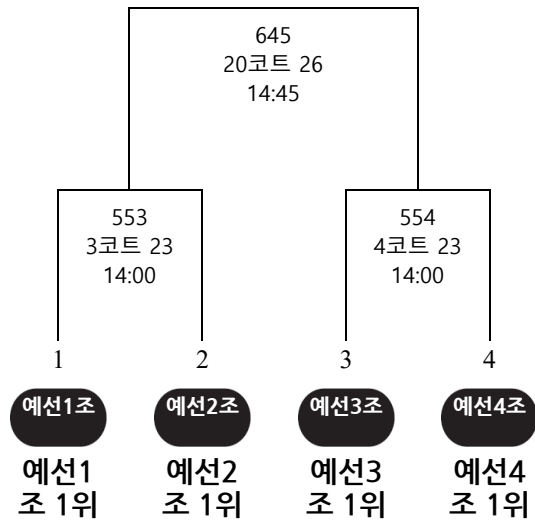 645
20코트 26
14:45
553
3코트 23
14:00
554
4코트 23
14:00
1
2
3
4
예선1조
예선2조
예선3조
예선4조
예선1
조 1위
예선2
조 1위
예선3
조 1위
예선4
조 1위